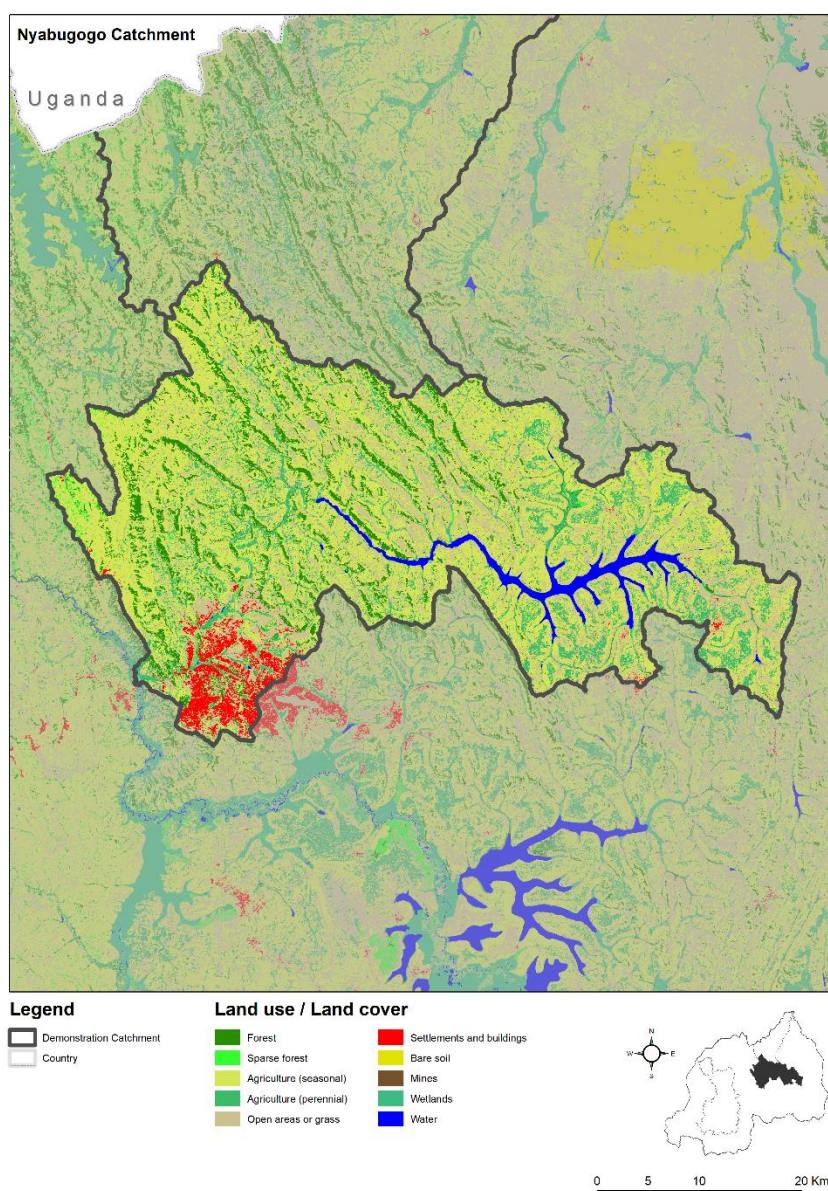 Nyabugogo Catchment
Uganda
Legend
Demonstration Catchment
Country
Land use / Land cover
Forest
Sparse forest
Agriculture (seasonal)
Agriculture (perennial)
Open areas or grass
Settlements and buildings
Bare soil
Mines
Wetlands
Water
N
W E
S
0 5 10 20 Km